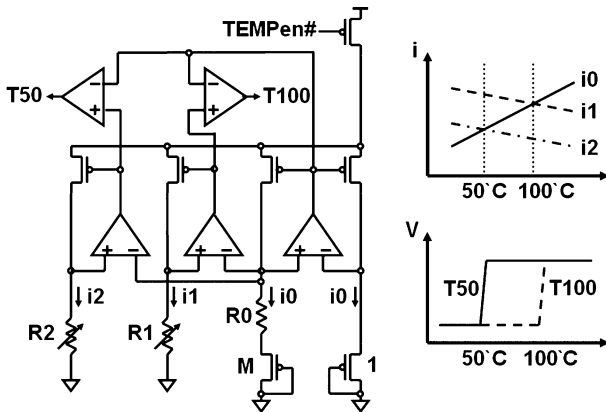 TEMPen#
T50
- -
+ +
T100
+ - + - + -
i2 i1 i0 i0
R2 R1 R0
M 1
i
i0
i1
i2
50`C 100`C
V
T50 T100
50`C 100`C